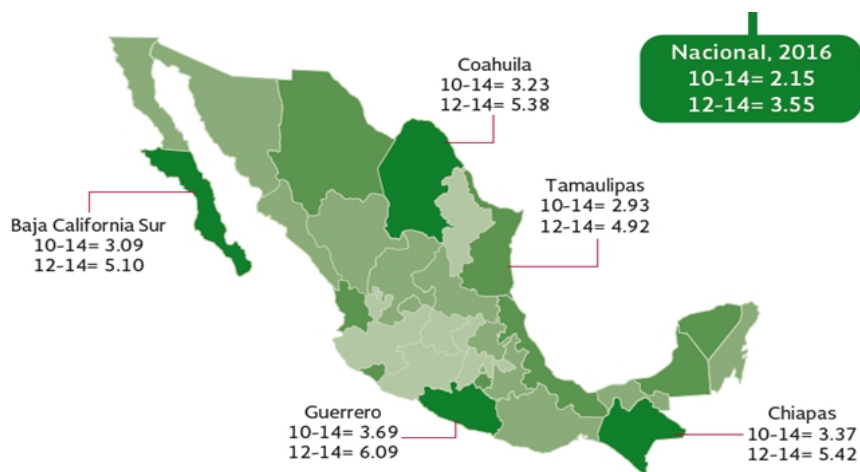 Nacional, 2016
10-14= 2.15
12-14= 3.55
Coahuila
10-14= 3.23
12-14= 5.38
Tamaulipas
10-14= 2.93
12-14= 4.92
Baja California Sur
10-14= 3.09
12-14= 5.10
Guerrero
10-14= 3.69
12-14= 6.09
Chiapas
10-14= 3.37
12-14= 5.42